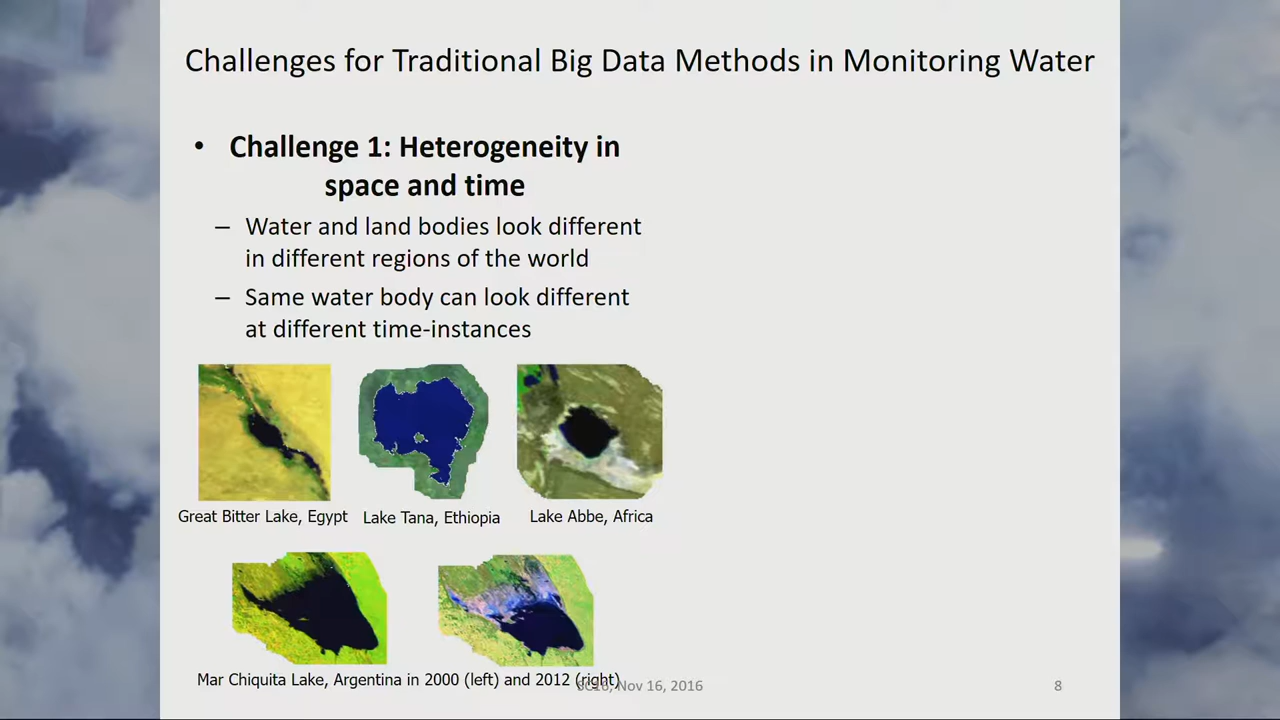 Challenges for Traditional Big Data Methods in Monitoring Water
• Challenge 1: Heterogeneity in
space and time
– Water and land bodies look different
in different regions of the world
– Same water body can look different
at different time-instances
Great Bitter Lake, Egypt
Lake Tana, Ethiopia
Lake Abbe, Africa
Mar Chiquita Lake, Argentina in 2000 (left) and 2012 (right)
Nov 16, 2016
8